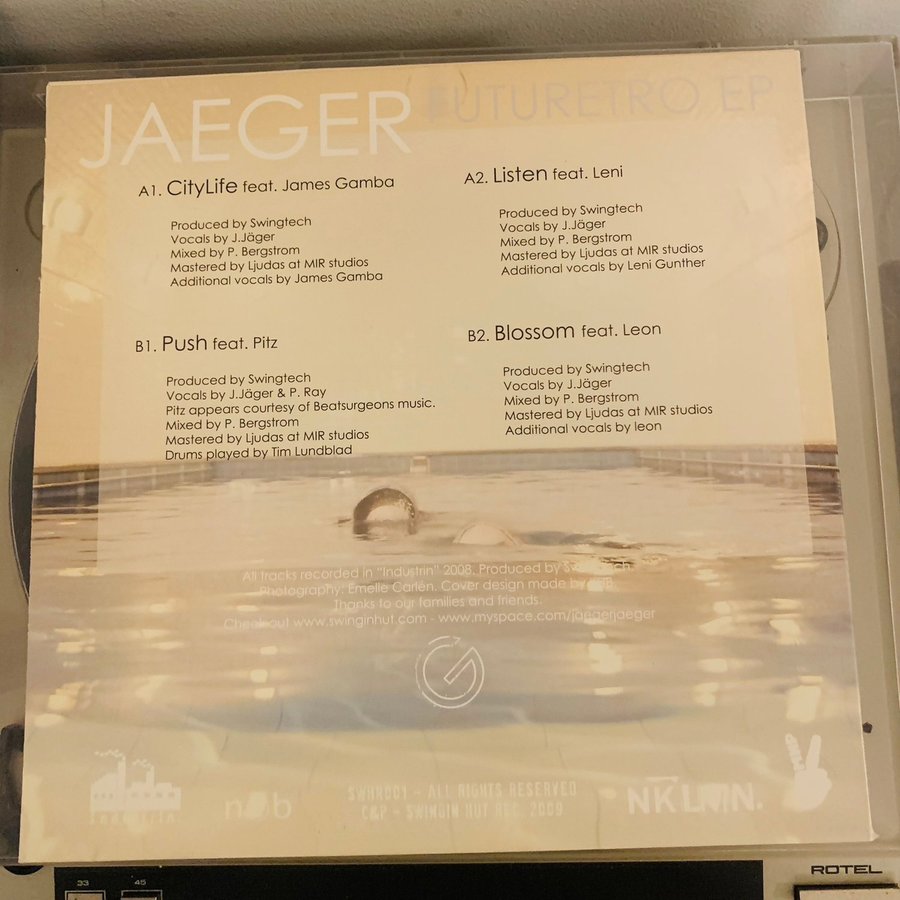 JAEGER FUTURETRO EP
A1. CityLife feat. James Gamba
Produced by Swingtech
Vocals by J.Jäger
Mixed by P. Bergstrom
Mastered by Ljudas at MIR studios
Additional vocals by James Gamba
A2. Listen feat. Leni
Produced by Swingtech
Vocals by J.Jäger
Mixed by P. Bergstrom
Mastered by Ljudas at MIR studios
Additional vocals by Leni Gunther
B1. Push feat. Pitz
Produced by Swingtech
Vocals by J.Jäger & P. Ray
Pitz appears courtesy of Beatsurgeons music.
Mixed by P. Bergstrom
Mastered by Ljudas at MIR studios
Drums played by Tim Lundblad
B2. Blossom feat. Leon
Produced by Swingtech
Vocals by J.Jäger
Mixed by P. Bergstrom
Mastered by Ljudas at MIR studios
Additional vocals by leon
All tracks recorded in "Industrin" 2008. Produced by Swingtech
Photography: Emelie Carlén. Cover design made by
Thanks to our families and friends.
Check out www.swinginhut.com - www.myspace.com/jaegerjaeger
Industrin
SWHR001 - ALL RIGHTS RESERVED
C&P - SWINGIN HUT REC. 2009
33 45
ROTEL